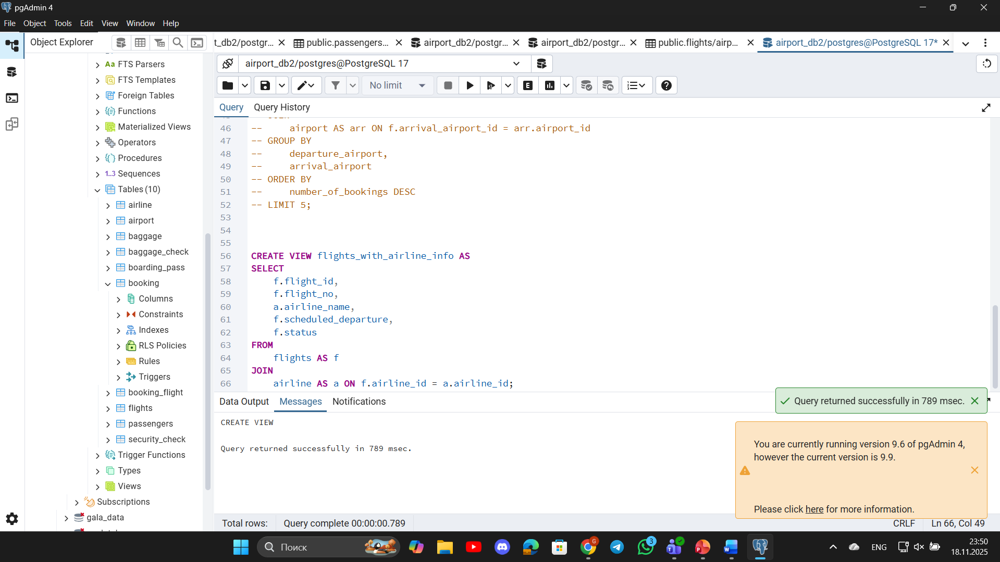 pgAdmin 4
File Object Tools Edit View Window Help
Object Explorer
t_db2/postgr... public.passengers... airport_db2/postgr... airport_db2/postgr... public.flights/airp... airport_db2/postgres@PostgreSQL 17*
airport_db2/postgres@PostgreSQL 17
No limit
E
Query Query History
Aa FTS Parsers
FTS Templates
Foreign Tables
Functions
Materialized Views
Operators
Procedures
1..3 Sequences
Tables (10)
airline
airport
baggage
baggage_check
boarding_pass
booking
Columns
Constraints
Indexes
RLS Policies
Rules
Triggers
booking_flight
flights
passengers
security_check
Trigger Functions
Types
Views
Subscriptions
gala_data
46 -- airport AS arr ON f.arrival_airport_id = arr.airport_id
47 -- GROUP BY
48 -- departure_airport,
49 -- arrival_airport
50 -- ORDER BY
51 -- number_of_bookings DESC
52 -- LIMIT 5;
53
54
55
56 CREATE VIEW flights_with_airline_info AS
57 SELECT
58 f.flight_id,
59 f.flight_no,
60 a.airline_name,
61 f.scheduled_departure,
62 f.status
63 FROM
64 flights AS f
65 JOIN
66 airline AS a ON f.airline_id = a.airline_id;
Data Output Messages Notifications
CREATE VIEW
Query returned successfully in 789 msec.
Query returned successfully in 789 msec.
You are currently running version 9.6 of pgAdmin 4,
however the current version is 9.9.
Please click here for more information.
Total rows: Query complete 00:00:00.789
CRLF Ln 66, Col 49
Поиск
G
3
ENG
23:50
18.11.2025